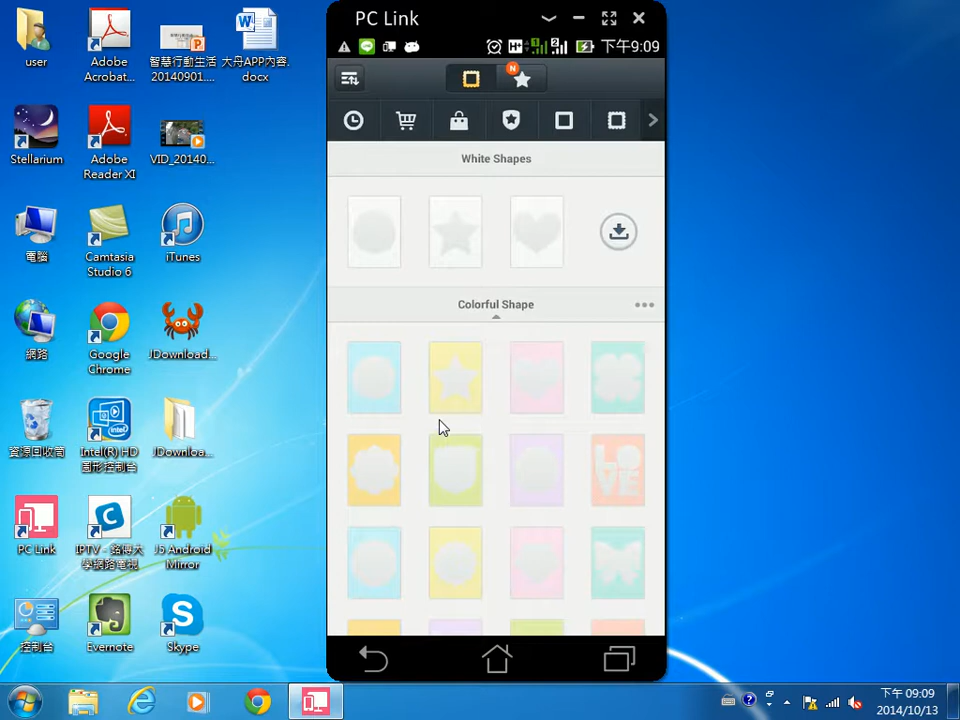 user
Adobe
Acrobat...
智慧行動生活
20140901....
大舟APP內容.
docx
Stellarium
Adobe
Reader XI
VID_20140...
電腦
Camtasia
Studio 6
iTunes
網路
Google
Chrome
JDownload...
資源回收筒
Intel(R) HD
圖形控制台
JDownloa...
PC Link
IPTV - 銘傳大
學網路電視
J5 Android
Mirror
控制台
Evernote
Skype
PC Link
下午9:09
N
White Shapes
Colorful Shape
LO
VE
下午 09:09
2014/10/13